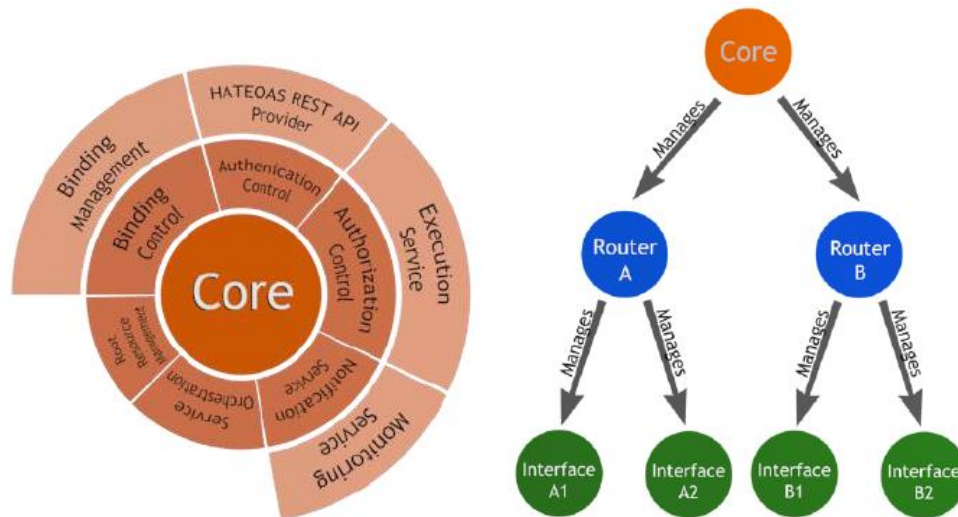 Core
HATEOAS REST API
Provider
Binding
Management
Execution
Service
Monitoring
Service
Authenication
Control
Binding
Control
Authorization
Control
Root
Resource
Management
Service
Orchestration
Notification
Service
Core
Manages
Manages
Router
A
Router
B
Manages
Manages
Manages
Manages
Interface
A1
Interface
A2
Interface
B1
Interface
B2